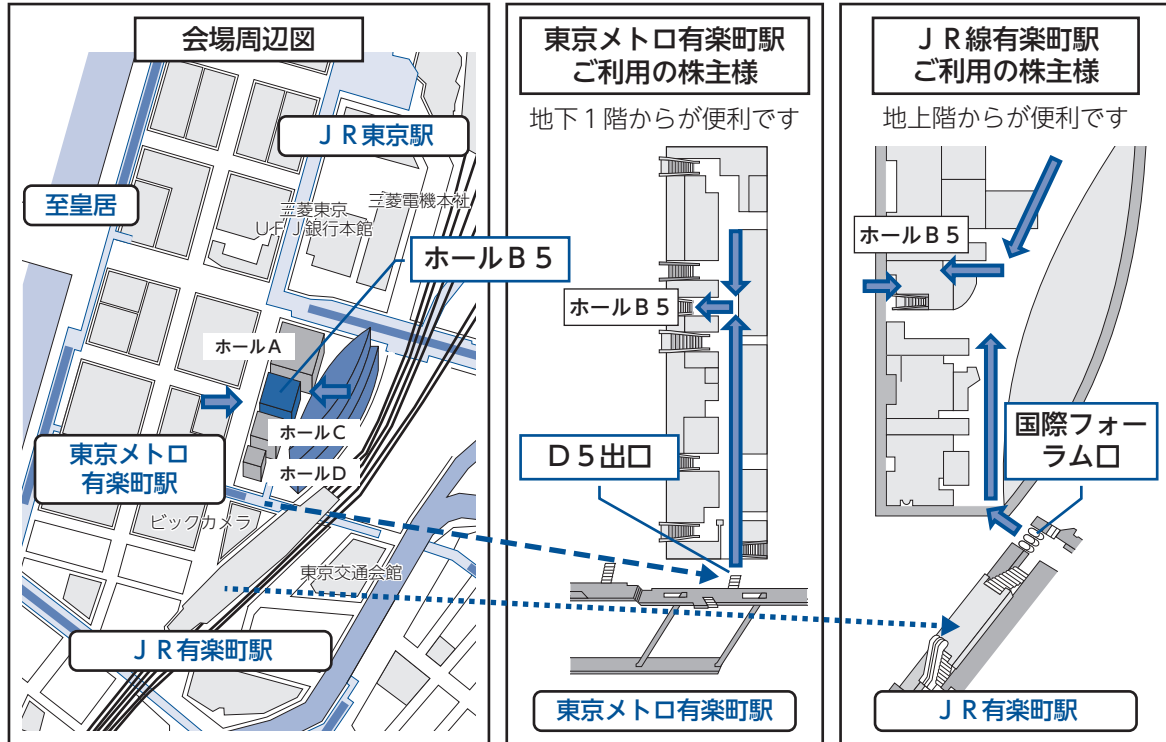 会場周辺図
ＪＲ東京駅
至皇居
三菱電機本社
三菱東京
ＵＦＪ銀行本館
ホールＢ５
ホールＡ
ホールＣ
ホールＤ
東京メトロ
有楽町駅
ビックカメラ
東京交通会館
ＪＲ有楽町駅
東京メトロ有楽町駅
ご利用の株主様
地下１階からが便利です
ホールＢ５
Ｄ５出口
東京メトロ有楽町駅
ＪＲ線有楽町駅
ご利用の株主様
地上階からが便利です
ホールＢ５
国際フォー
ラム口
ＪＲ有楽町駅